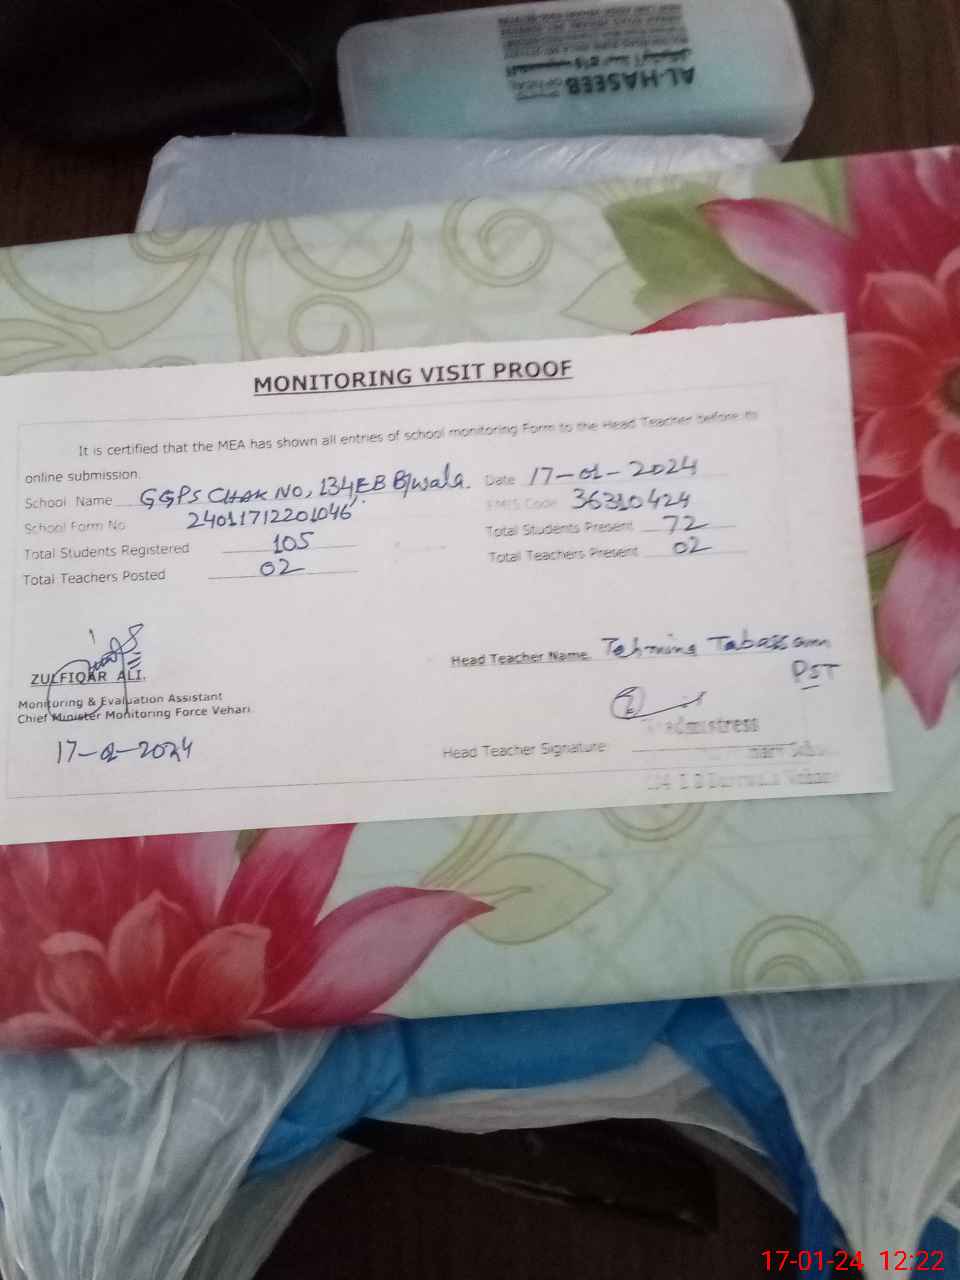 AL-HASEEB
MONITORING VISIT PROOF
It is certified that the MEA has shown all entries of school monitoring Form to the Head Teacher before its
online submission.
School Name GGPS Chak No, 134EB B/wala. Date 17-01-2024
School Form No 24011712201046 EMIS Code 36310424
Total Students Registered 105 Total Students Present 72
Total Teachers Posted 02 Total Teachers Present 02
ZULFIQAR ALI.
Monitoring & Evaluation Assistant
Chief Minister Monitoring Force Vehari
17-01-2024
Head Teacher Name Tehmina Tabassam
PST
Head Teacher Signature
17-01-24 12:22